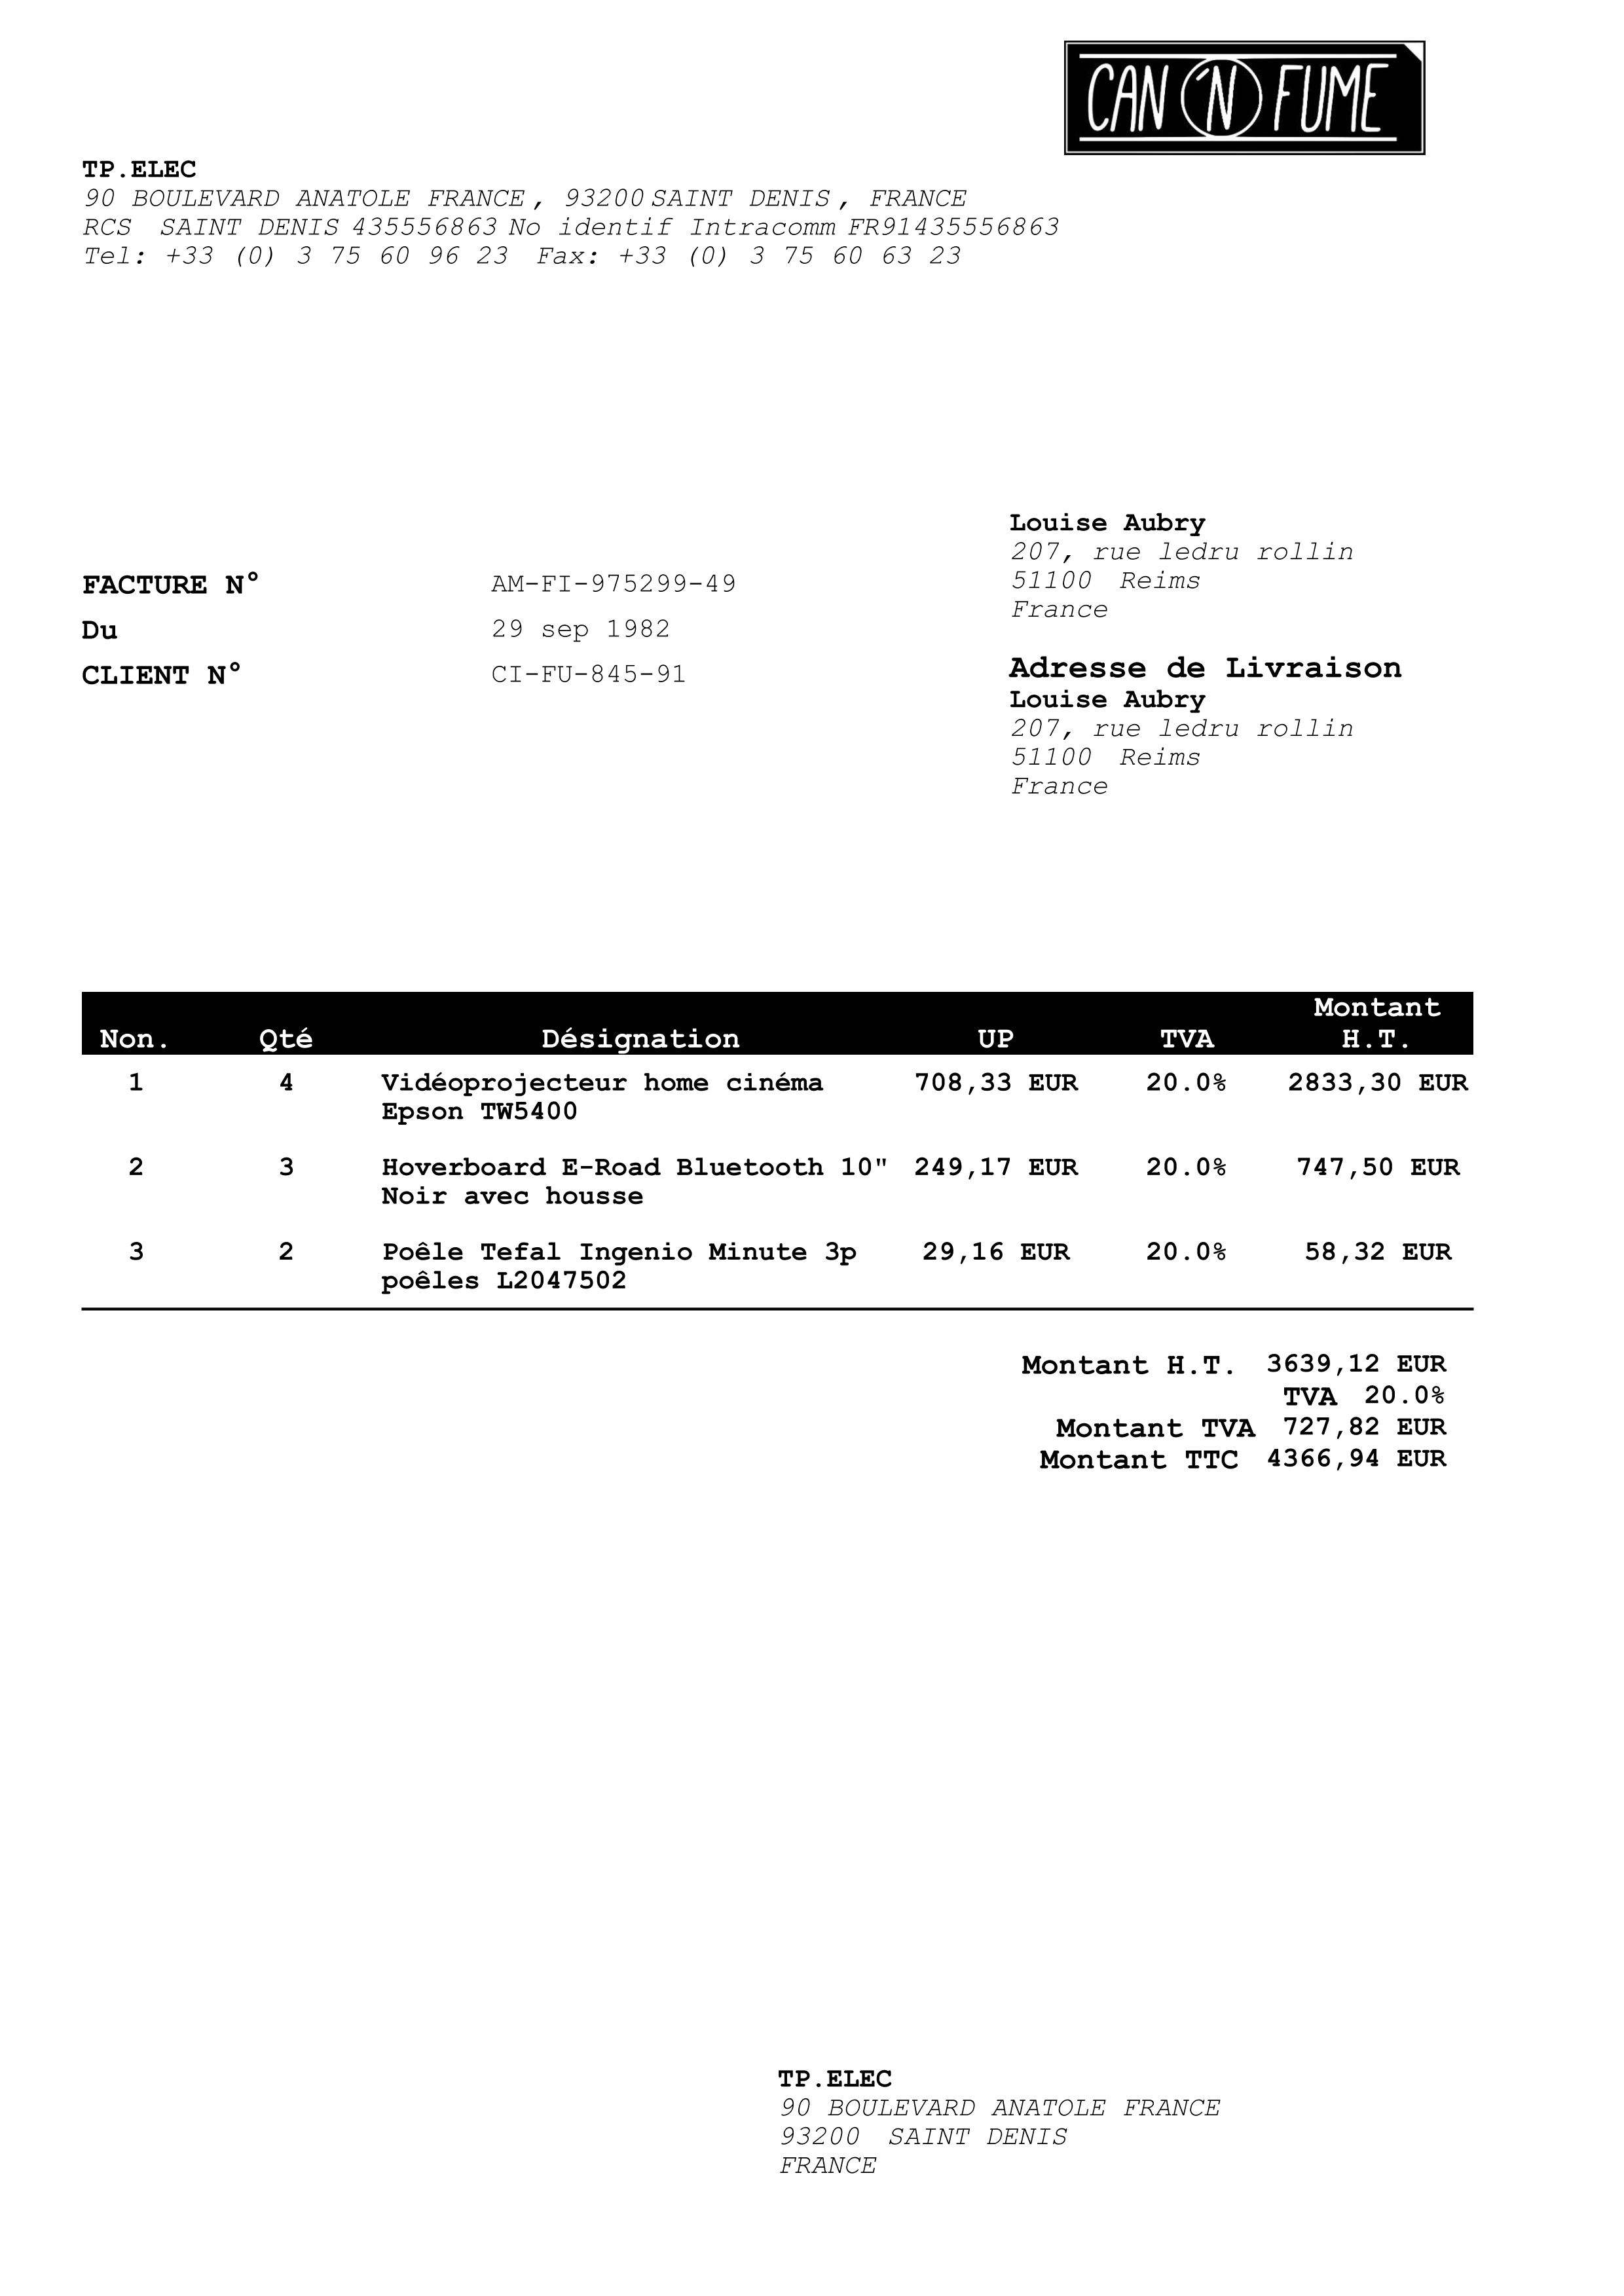 CAN 'N FUME
TP.ELEC
90 BOULEVARD ANATOLE FRANCE, 93200 SAINT DENIS, FRANCE
RCS SAINT DENIS 435556863 No identif Intracomm FR91435556863
Tel: +33 (0) 3 75 60 96 23 Fax: +33 (0) 3 75 60 63 23
Louise Aubry
207, rue ledru rollin
51100 Reims
France
FACTURE N° AM-FI-975299-49
Du 29 sep 1982
CLIENT N° CI-FU-845-91
Adresse de Livraison
Louise Aubry
207, rue ledru rollin
51100 Reims
France
Non. Qté Désignation UP TVA Montant H.T.
1 4 Vidéoprojecteur home cinéma 708,33 EUR 20.0% 2833,30 EUR
Epson TW5400
2 3 Hoverboard E-Road Bluetooth 10" 249,17 EUR 20.0% 747,50 EUR
Noir avec housse
3 2 Poêle Tefal Ingenio Minute 3p 29,16 EUR 20.0% 58,32 EUR
poêles L2047502
Montant H.T. 3639,12 EUR
TVA 20.0%
Montant TVA 727,82 EUR
Montant TTC 4366,94 EUR
TP.ELEC
90 BOULEVARD ANATOLE FRANCE
93200 SAINT DENIS
FRANCE